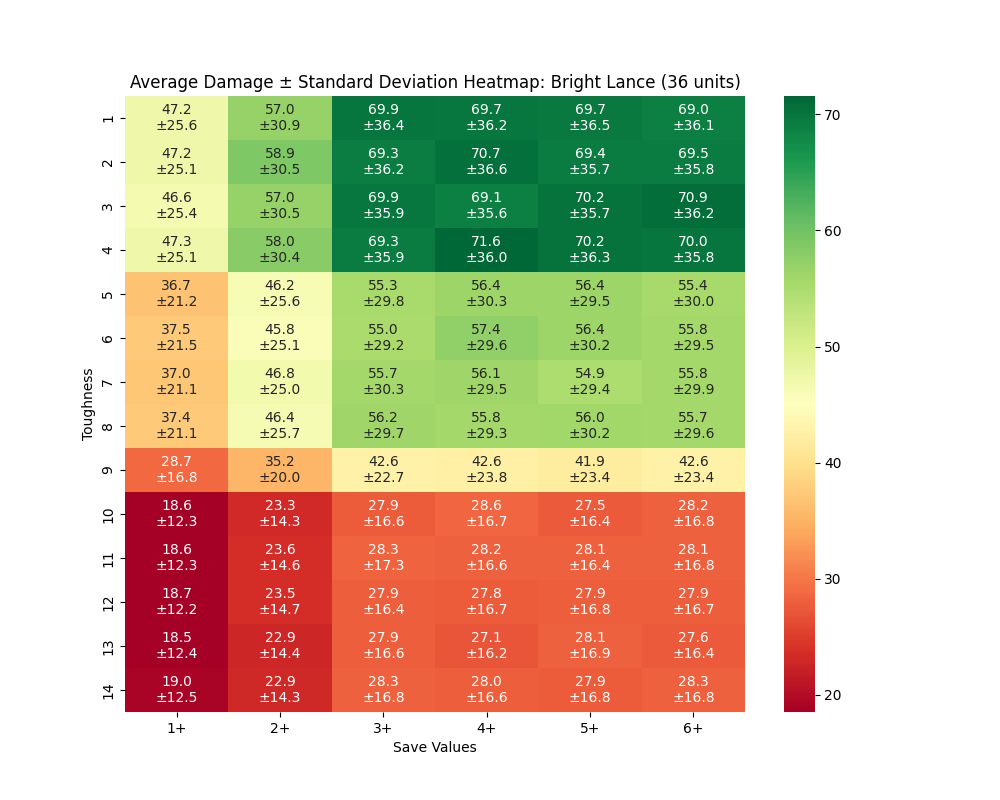 Average Damage ± Standard Deviation Heatmap: Bright Lance (36 units)
1 47.2 57.0 69.9 69.7 69.7 69.0
±25.6 ±30.9 ±36.4 ±36.2 ±36.5 ±36.1
2 47.2 58.9 69.3 70.7 69.4 69.5
±25.1 ±30.5 ±36.2 ±36.6 ±35.7 ±35.8
3 46.6 57.0 69.9 69.1 70.2 70.9
±25.4 ±30.5 ±35.9 ±35.6 ±35.7 ±36.2
4 47.3 58.0 69.3 71.6 70.2 70.0
±25.1 ±30.4 ±35.9 ±36.0 ±36.3 ±35.8
5 36.7 46.2 55.3 56.4 56.4 55.4
±21.2 ±25.6 ±29.8 ±30.3 ±29.5 ±30.0
6 37.5 45.8 55.0 57.4 56.4 55.8
±21.5 ±25.1 ±29.2 ±29.6 ±30.2 ±29.5
7 37.0 46.8 55.7 56.1 54.9 55.8
±21.1 ±25.0 ±30.3 ±29.5 ±29.4 ±29.9
8 37.4 46.4 56.2 55.8 56.0 55.7
±21.1 ±25.7 ±29.7 ±29.3 ±30.2 ±29.6
9 28.7 35.2 42.6 42.6 41.9 42.6
±16.8 ±20.0 ±22.7 ±23.8 ±23.4 ±23.4
10 18.6 23.3 27.9 28.6 27.5 28.2
±12.3 ±14.3 ±16.6 ±16.7 ±16.4 ±16.8
11 18.6 23.6 28.3 28.2 28.1 28.1
±12.3 ±14.6 ±17.3 ±16.6 ±16.4 ±16.8
12 18.7 23.5 27.9 27.8 27.9 27.9
±12.2 ±14.7 ±16.4 ±16.7 ±16.8 ±16.7
13 18.5 22.9 27.9 27.1 28.1 27.6
±12.4 ±14.4 ±16.6 ±16.2 ±16.9 ±16.4
14 19.0 22.9 28.3 28.0 27.9 28.3
±12.5 ±14.3 ±16.8 ±16.6 ±16.8 ±16.8
1+ 2+ 3+ 4+ 5+ 6+
Save Values
Toughness
70
60
50
40
30
20